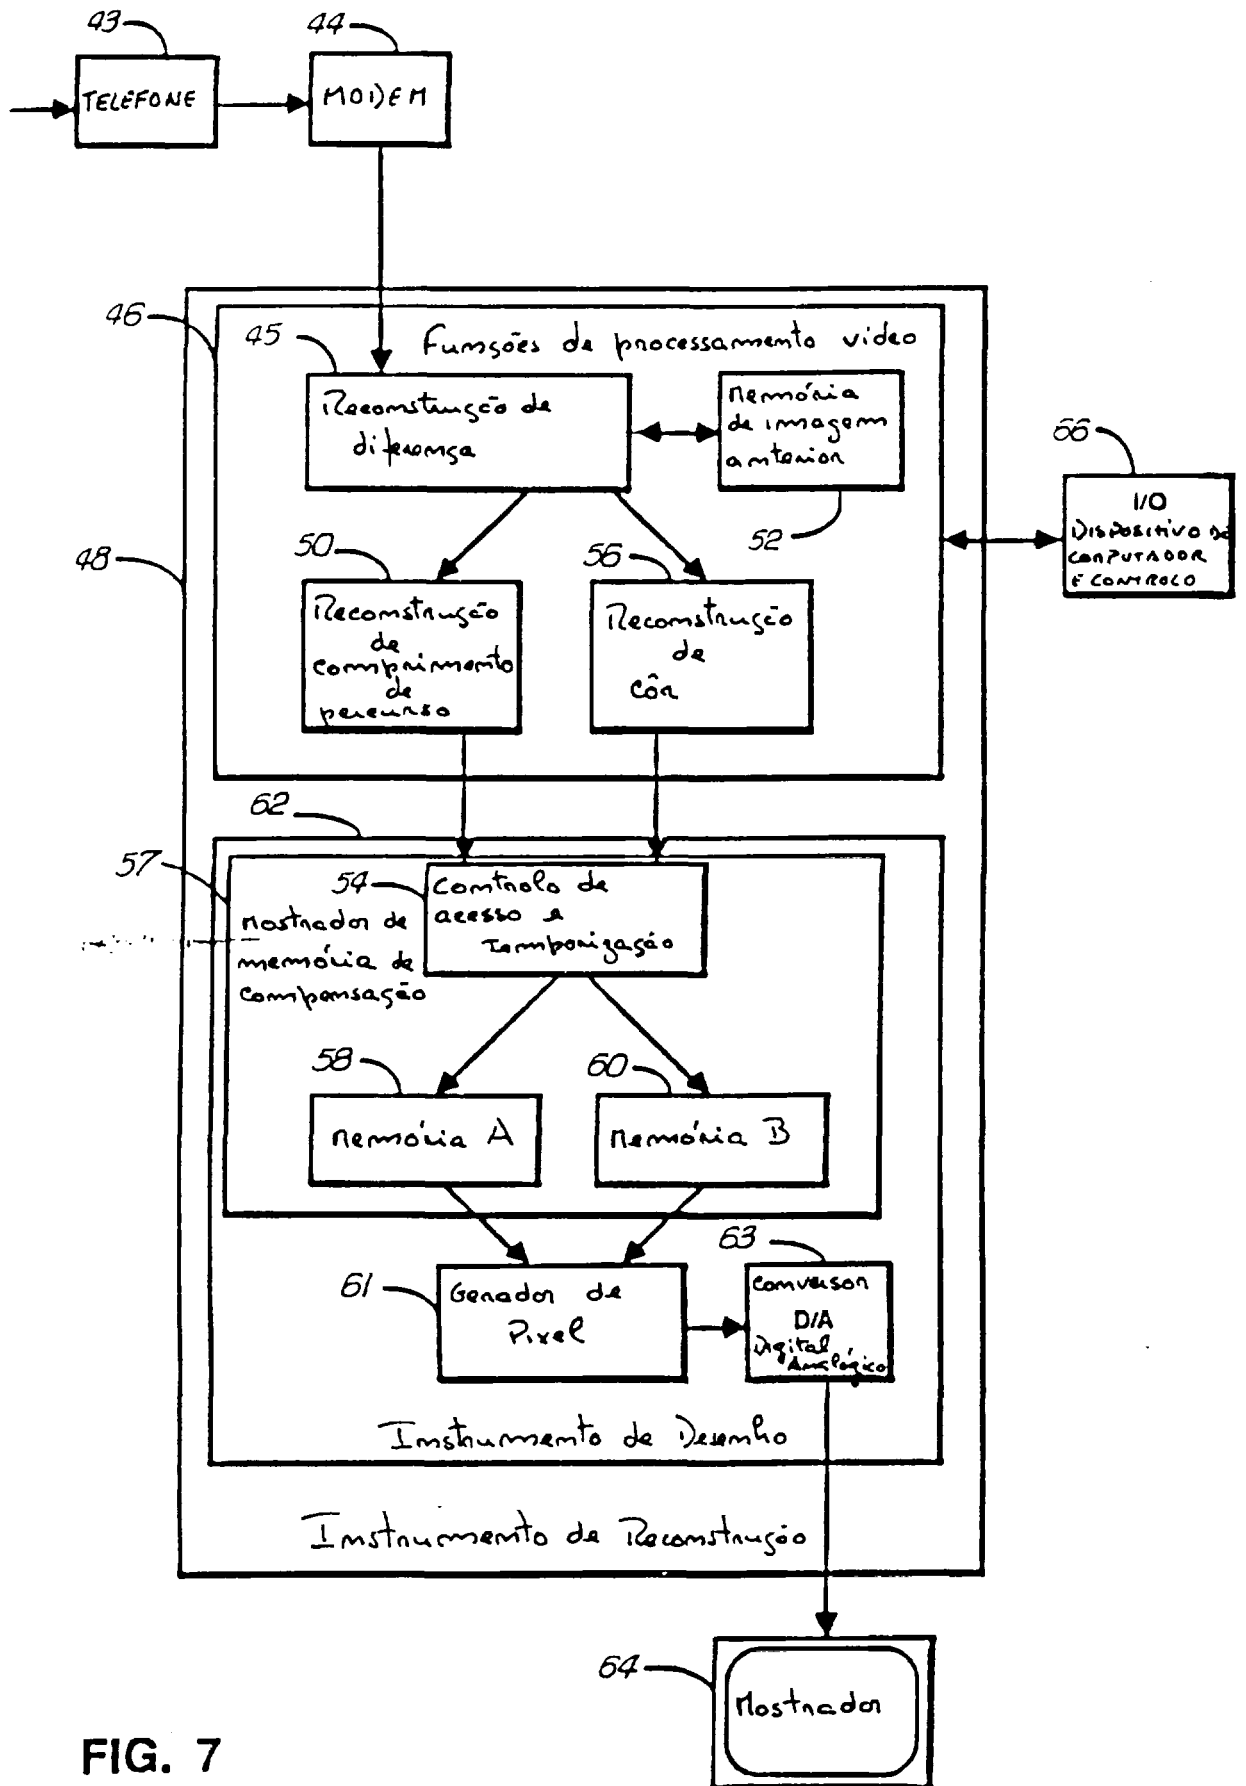 43
44
TELEFONE
MODEM
46
45
Funções de processamento video
Reconstrução de
diferença
Memória
de imagem
anterior
66
I/O
DISPOSITIVO DO
COMPUTADOR
E CONTROLO
48
50
56
52
Reconstrução
de
comprimento
de
percurso
Reconstrução
de
côr
62
57
54
Controlo de
acesso e
Temporização
Mostrador de
memória de
compensação
58
60
Memória A
Memória B
63
61
Gerador de
Pixel
Conversor
D/A
Digital
Analógico
Instrumento de Desenho
Instrumento de Reconstrução
64
Mostrador
FIG. 7